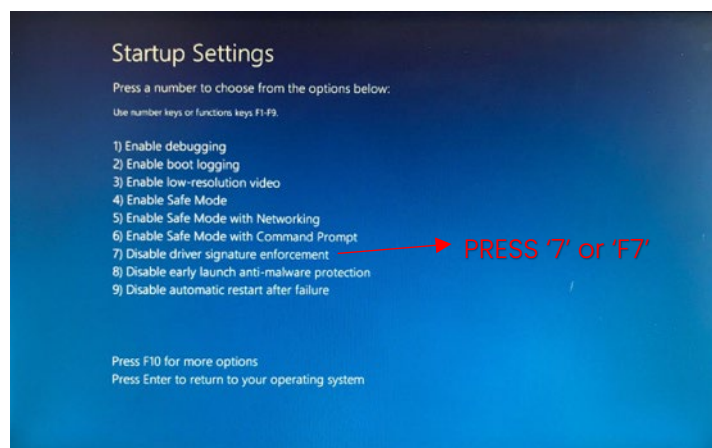 Startup Settings
Press a number to choose from the options below:
Use number keys or functions keys F1-F9.
1) Enable debugging
2) Enable boot logging
3) Enable low-resolution video
4) Enable Safe Mode
5) Enable Safe Mode with Networking
6) Enable Safe Mode with Command Prompt
7) Disable driver signature enforcement
PRESS '7' or 'F7'
8) Disable early launch anti-malware protection
9) Disable automatic restart after failure
Press F10 for more options
Press Enter to return to your operating system